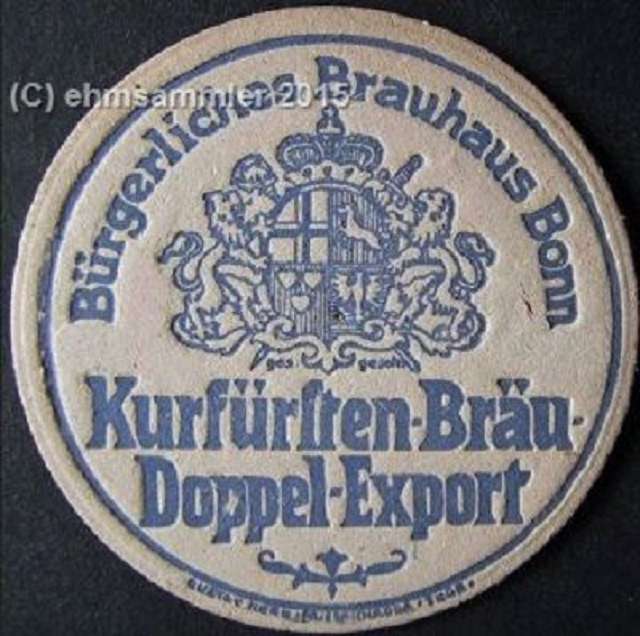 (C) ehmsammler 2015
Bürgerliches Brauhaus Bonn
ges. gesch.
Kurfürſten-Bräu-
Doppel-Export